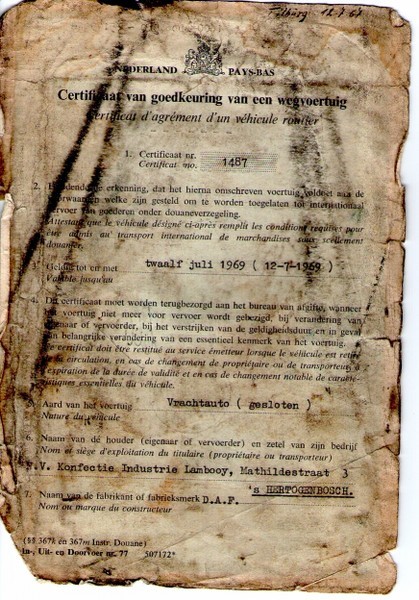 Tilburg 12.7.67
NEDERLAND PAYS-BAS
Certificaat van goedkeuring van een wegvoertuig
Certificat d'agrément d'un véhicule routier
1. Certificaat nr. 1487
Certificat no.
2. erkenning, dat het hierna omschreven voertuig voldoet aan de
voorwaarden welke zijn gesteld om te worden toegelaten tot internationaal
vervoer van goederen onder douaneverzegeling.
Attestant que le véhicule désigné ci-après remplit les conditions requises pour
être admis au transport international de marchandises sous scellement
douanier.
3. Geldig tot en met twaalf juli 1969 ( 12-7-1969 )
Valable jusqu'au
4. Dit certificaat moet worden terugbezorgd aan het bureau van afgifte, wanneer
het voertuig niet meer voor vervoer wordt gebezigd, bij verandering van
eigenaar of vervoerder, bij het verstrijken van de geldigheidsduur en in geval
van belangrijke verandering van een essentieel kenmerk van het voertuig.
Ce certificat doit être restitué au service émetteur lorsque le véhicule est retiré
de la circulation, en cas de changement de propriétaire ou de transporteur, à
l'expiration de la durée de validité et en cas de changement notable de caracté-
ristiques essentielles du véhicule.
5. Aard van het voertuig Vrachtauto ( gesloten )
Nature du véhicule
6. Naam van de houder (eigenaar of vervoerder) en zetel van zijn bedrijf
Nom et siège d'exploitation du titulaire (propriétaire ou transporteur)
N.V. Konfectie Industrie Lambooy, Mathildestraat 3
's HERTOGENBOSCH.
7. Naam van de fabrikant of fabrieksmerk D.A.F.
Nom ou marque du constructeur
(§§ 367k en 367m Instr. Douane)
In-, Uit- en Doorvoer nr. 77 507172*